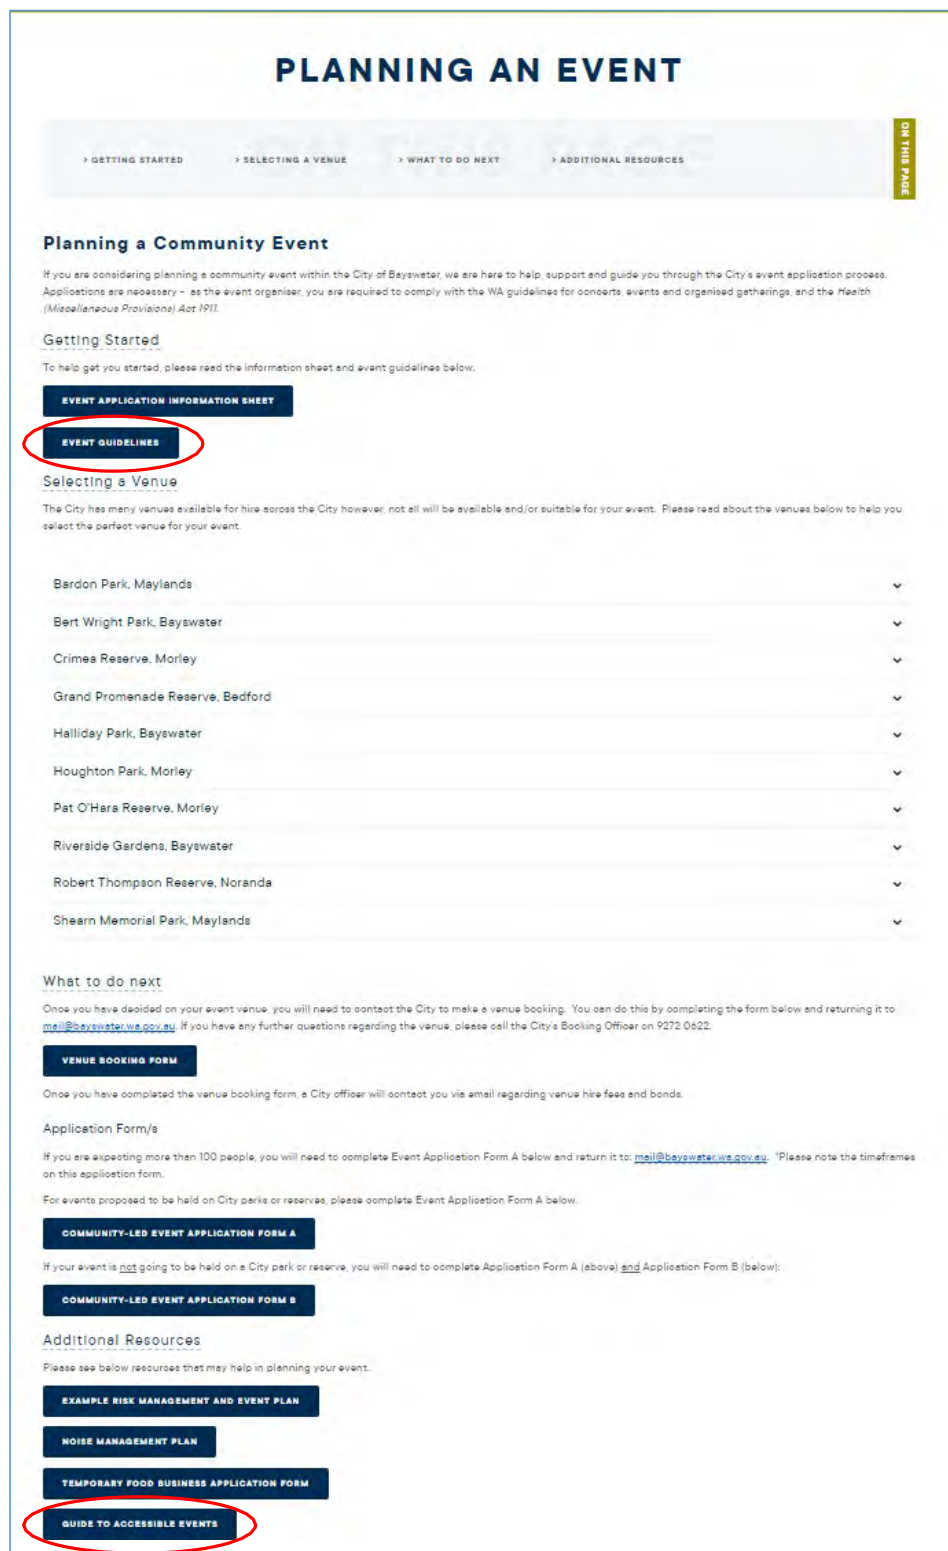 PLANNING AN EVENT
ON THIS PAGE
> GETTING STARTED > SELECTING A VENUE > WHAT TO DO NEXT > ADDITIONAL RESOURCES
Planning a Community Event
If you are considering planning a community event within the City of Bayswater, we are here to help, support and guide you through the City's event application process.
Applications are necessary - as the event organiser, you are required to comply with the WA guidelines for concerts, events and organised gatherings, and the Health
(Miscellaneous Provisions) Act 1911.
Getting Started
To help get you started, please read the information sheet and event guidelines below.
EVENT APPLICATION INFORMATION SHEET
EVENT GUIDELINES
Selecting a Venue
The City has many venues available for hire across the City however, not all will be available and/or suitable for your event. Please read about the venues below to help you
select the perfect venue for your event.
Bardon Park, Maylands
Bert Wright Park, Bayswater
Crimea Reserve, Morley
Grand Promenade Reserve, Bedford
Halliday Park, Bayswater
Houghton Park, Morley
Pat O'Hara Reserve, Morley
Riverside Gardens, Bayswater
Robert Thompson Reserve, Noranda
Shearn Memorial Park, Maylands
What to do next
Once you have decided on your event venue, you will need to contact the City to make a venue booking. You can do this by completing the form below and returning it to
mail@bayswater.wa.gov.au. If you have any further questions regarding the venue, please call the City's Booking Officer on 9272 0622.
VENUE BOOKING FORM
Once you have completed the venue booking form, a City officer will contact you via email regarding venue hire fees and bonds.
Application Form/s
If you are expecting more than 100 people, you will need to complete Event Application Form A below and return it to: mail@bayswater.wa.gov.au. *Please note the timeframes
on this application form.
For events proposed to be held on City parks or reserves, please complete Event Application Form A below.
COMMUNITY-LED EVENT APPLICATION FORM A
If your event is not going to be held on a City park or reserve, you will need to complete Application Form A (above) and Application Form B (below):
COMMUNITY-LED EVENT APPLICATION FORM B
Additional Resources
Please see below resources that may help in planning your event.
EXAMPLE RISK MANAGEMENT AND EVENT PLAN
NOISE MANAGEMENT PLAN
TEMPORARY FOOD BUSINESS APPLICATION FORM
GUIDE TO ACCESSIBLE EVENTS